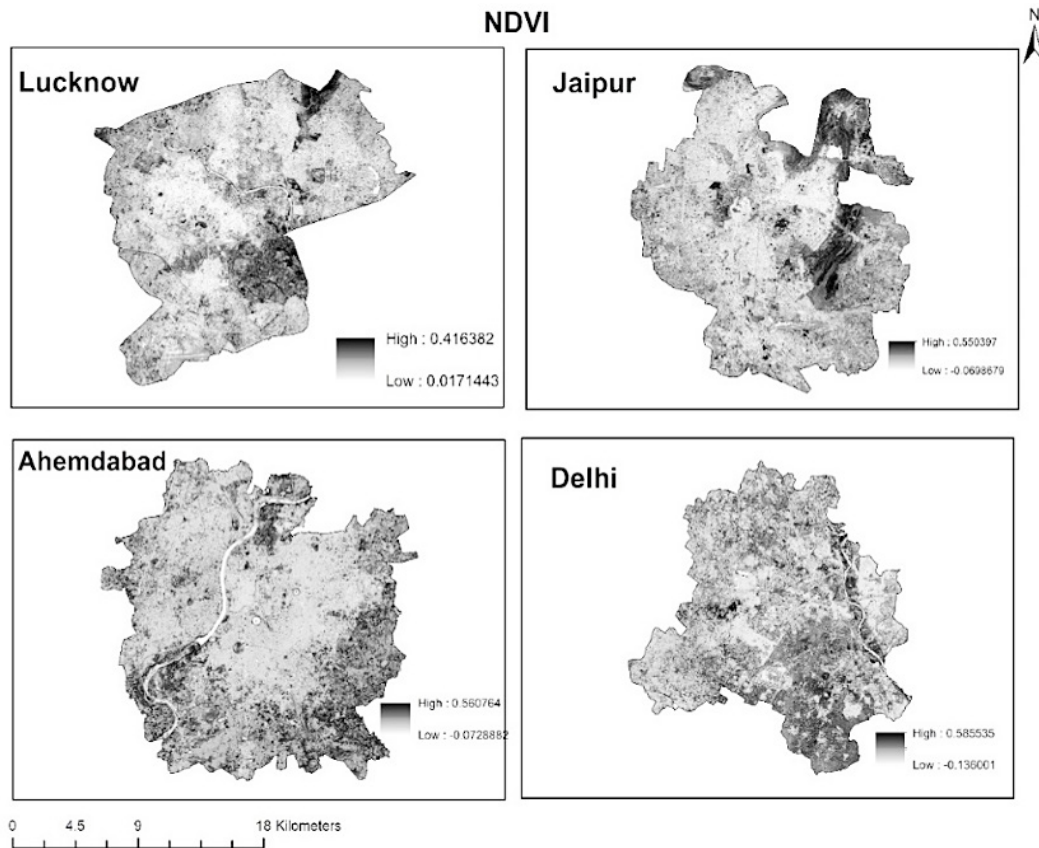 NDVI
N
Lucknow
High : 0.416382
Low : 0.0171443
Jaipur
High : 0.550397
Low : -0.0698679
Ahemdabad
High : 0.560764
Low : -0.0728882
Delhi
High : 0.585535
Low : -0.136001
0 4.5 9 18 Kilometers